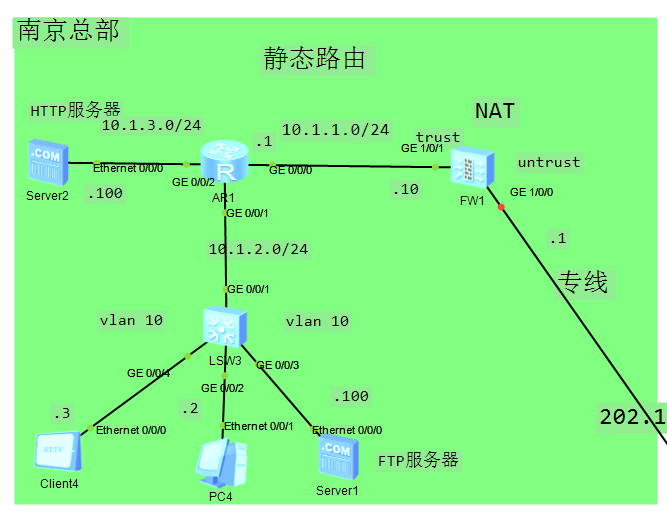 南京总部
静态路由
HTTP服务器
10.1.3.0/24
.1
10.1.1.0/24
NAT
trust
GE 1/0/1
untrust
.COM
Ethernet 0/0/0
GE 0/0/2
R
GE 0/0/0
Server2
.100
AR1
.10
FW1
GE 1/0/0
GE 0/0/1
.1
10.1.2.0/24
专线
GE 0/0/1
vlan 10
vlan 10
LSW3
GE 0/0/4
GE 0/0/2
GE 0/0/3
.3
.2
.100
202.1
Ethernet 0/0/0
Ethernet 0/0/1
Ethernet 0/0/0
HTTP
.COM
FTP服务器
Client4
PC4
Server1